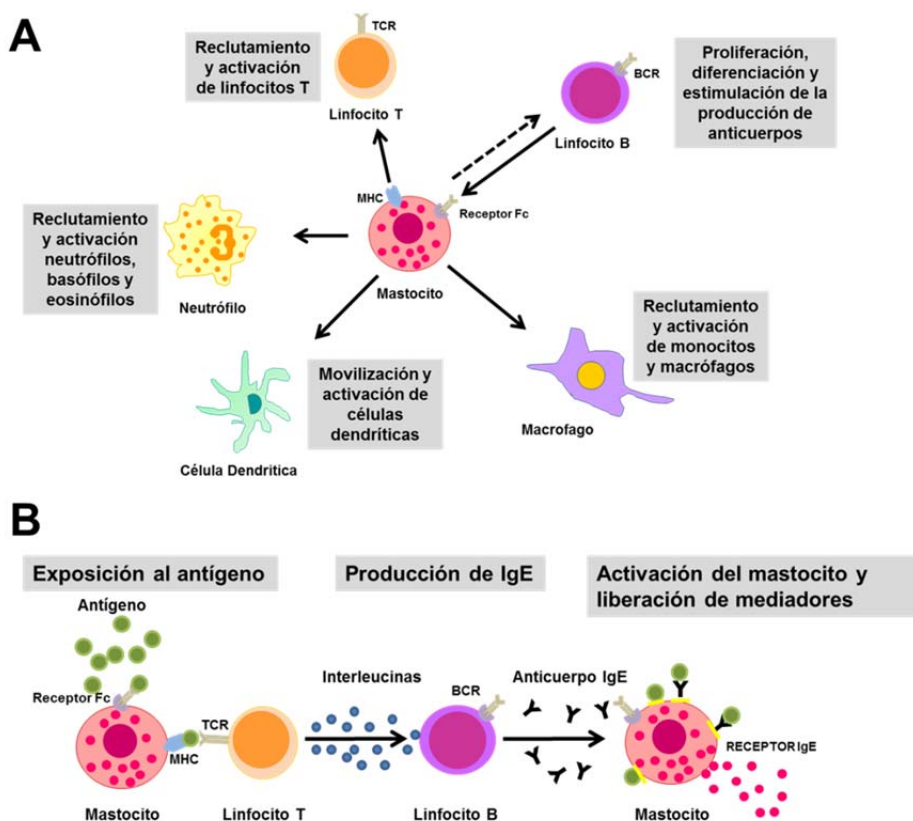 A
Reclutamiento
y activación
de linfocitos T
TCR
Linfocito T
BCR
Linfocito B
Proliferación,
diferenciación y
estimulación de la
producción de
anticuerpos
MHC
Receptor Fc
Mastocito
Reclutamiento
y activación
neutrófilos,
basófilos y
eosinófilos
Neutrófilo
Reclutamiento
y activación
de monocitos
y macrófagos
Macrofago
Movilización y
activación de
células
dendríticas
Célula Dendritica
B
Exposición al antígeno
Producción de IgE
Activación del mastocito y
liberación de mediadores
Antígeno
Receptor Fc
MHC
TCR
Mastocito
Linfocito T
Interleucinas
BCR
Linfocito B
Anticuerpo IgE
RECEPTOR IgE
Mastocito